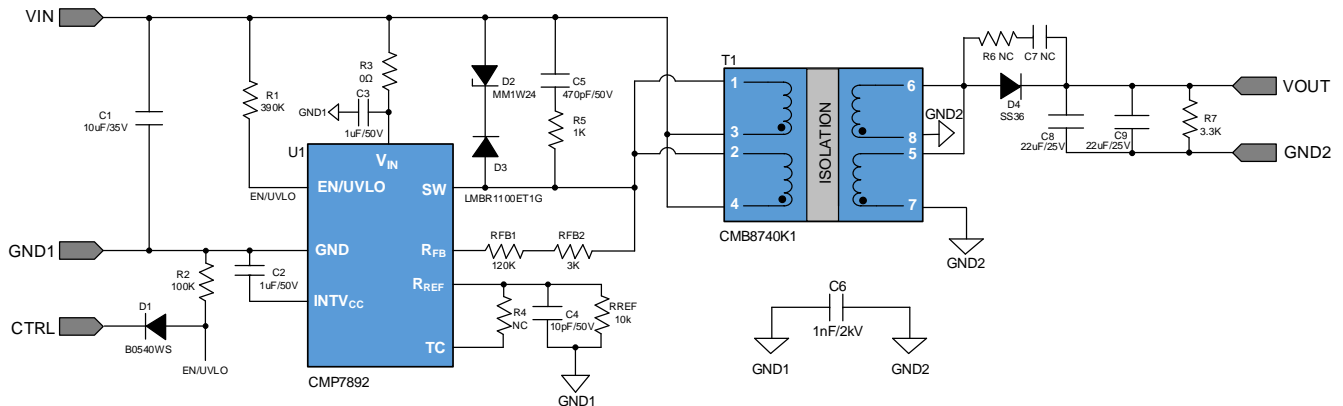 VIN
C1
10uF/35V
R1
390K
R3
0Ω
C3
GND1
1uF/50V
D2
MM1W24
D3
LMBR1100ET1G
C5
470pF/50V
R5
1K
U1
VIN
EN/UVLO
SW
GND
RFB
RREF
INTVCC
TC
CMP7892
EN/UVLO
GND1
R2
100K
C2
1uF/50V
CTRL
D1
B0540WS
EN/UVLO
RFB1
120K
RFB2
3K
R4
NC
C4
10pF/50V
RREF
10k
GND1
T1
1
3
2
4
ISOLATION
6
8
5
7
CMB8740K1
GND2
GND2
R6 NC
C7 NC
D4
SS36
C8
22uF/25V
C9
22uF/25V
R7
3.3K
VOUT
GND2
C6
1nF/2kV
GND1
GND2